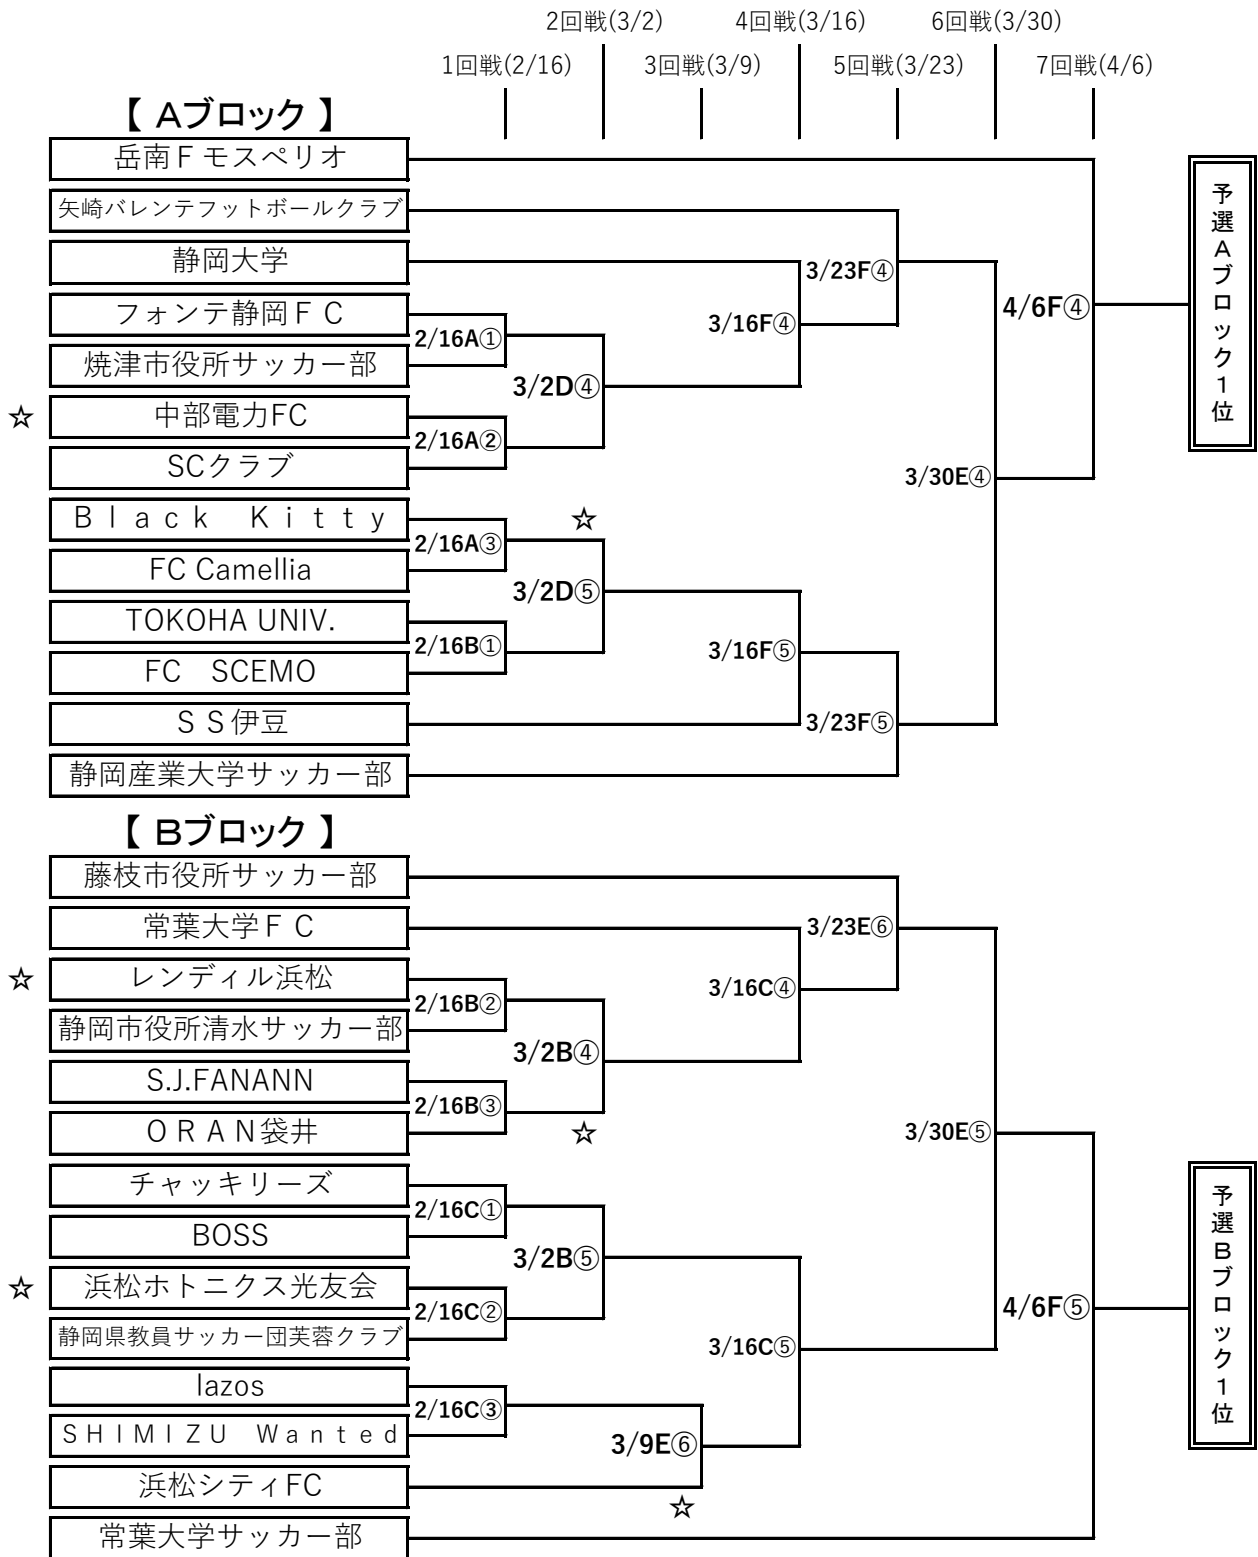 2回戦(3/2) 4回戦(3/16) 6回戦(3/30)
1回戦(2/16) 3回戦(3/9) 5回戦(3/23) 7回戦(4/6)
【 Aブロック 】
岳南Ｆモスペリオ
矢崎バレンテフットボールクラブ
静岡大学
フォンテ静岡ＦＣ
焼津市役所サッカー部
☆ 中部電力FC
SCクラブ
Ｂｌａｃｋ　Ｋｉｔｔｙ
FC Camellia
TOKOHA UNIV.
FC　SCEMO
ＳＳ伊豆
静岡産業大学サッカー部
2/16A①
2/16A②
2/16A③
2/16B①
3/2D④
☆
3/2D⑤
3/16F④
3/16F⑤
3/23F④
3/23F⑤
3/30E④
4/6F④
予選Aブロック1位
【 Bブロック 】
藤枝市役所サッカー部
常葉大学ＦＣ
☆ レンディル浜松
静岡市役所清水サッカー部
S.J.FANANN
ＯＲＡＮ袋井
チャッキリーズ
BOSS
☆ 浜松ホトニクス光友会
静岡県教員サッカー団芙蓉クラブ
lazos
ＳＨＩＭＩＺＵ　Ｗａｎｔｅｄ
浜松シティFC
常葉大学サッカー部
2/16B②
2/16B③
2/16C①
2/16C②
2/16C③
3/2B④
☆
3/2B⑤
3/9E⑥
☆
3/16C④
3/16C⑤
3/23E⑥
3/30E⑤
4/6F⑤
予選Bブロック1位